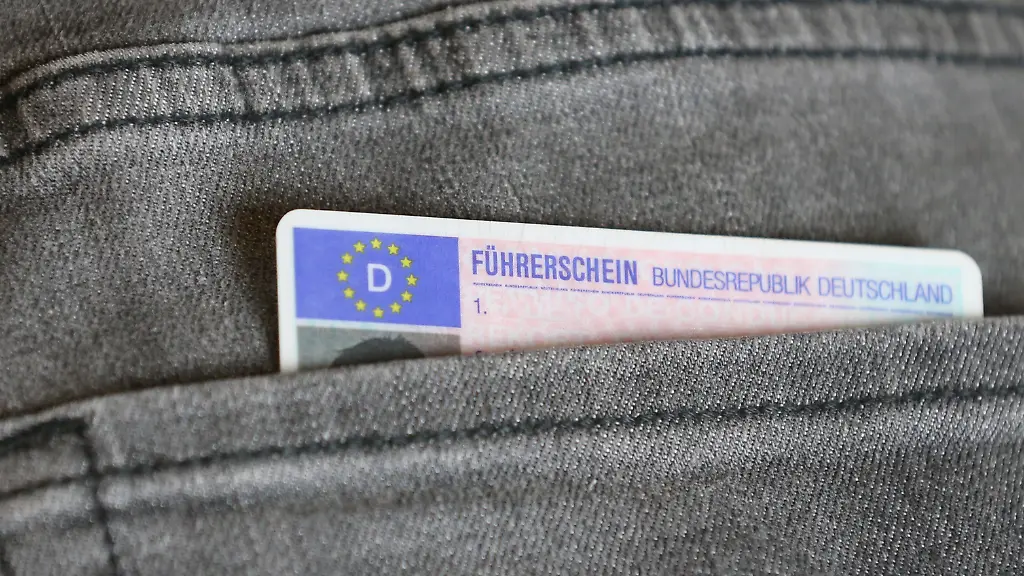 D
FÜHRERSCHEIN BUNDESREPUBLIK DEUTSCHLAND
1.